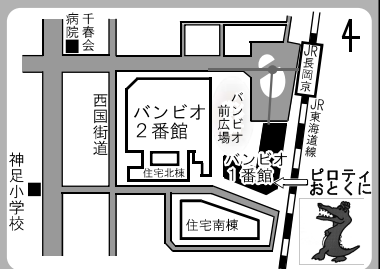 千春会
病院
4
JR長岡京
JR東海道線
西国街道
バンビオ
2番館
バンビオ
前広場
バンビオ
1番館
神足小学校
住宅北棟
ピロティ
おとくに
住宅南棟